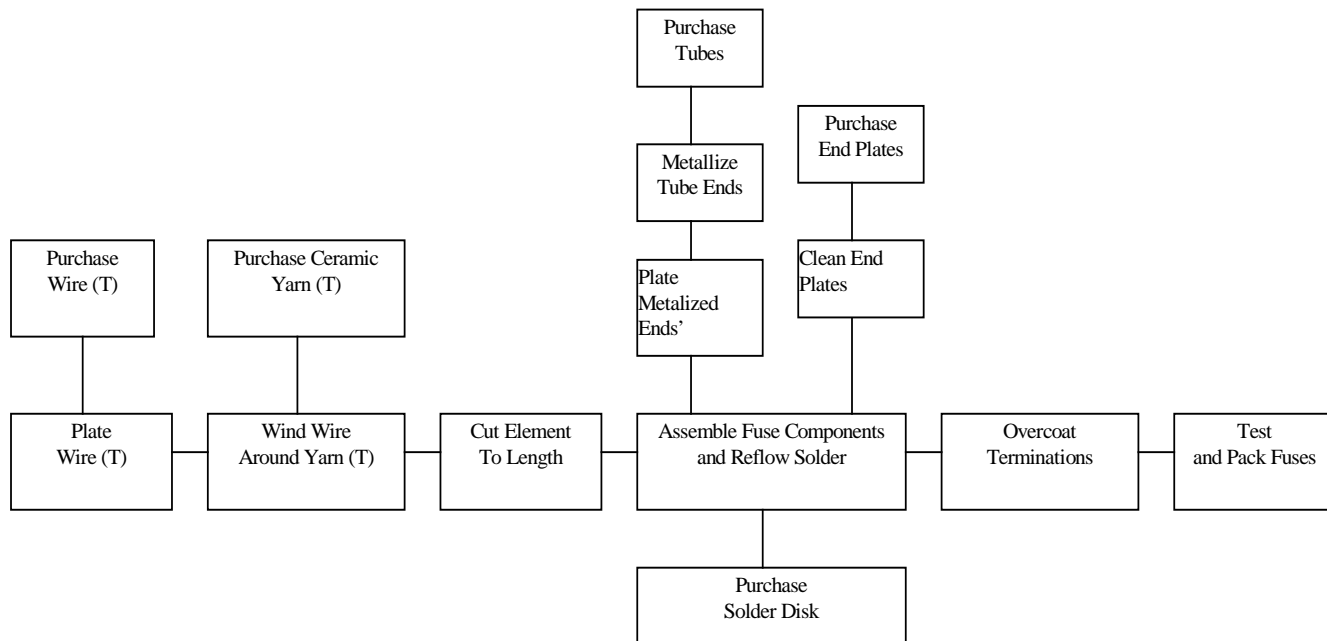 Purchase
Tubes
Purchase
End Plates
Metallize
Tube Ends
Purchase
Wire (T)
Purchase Ceramic
Yarn (T)
Plate
Metalized
Ends’
Clean End
Plates
Plate
Wire (T)
Wind Wire
Around Yarn (T)
Cut Element
To Length
Assemble Fuse Components
and Reflow Solder
Overcoat
Terminations
Test
and Pack Fuses
Purchase
Solder Disk